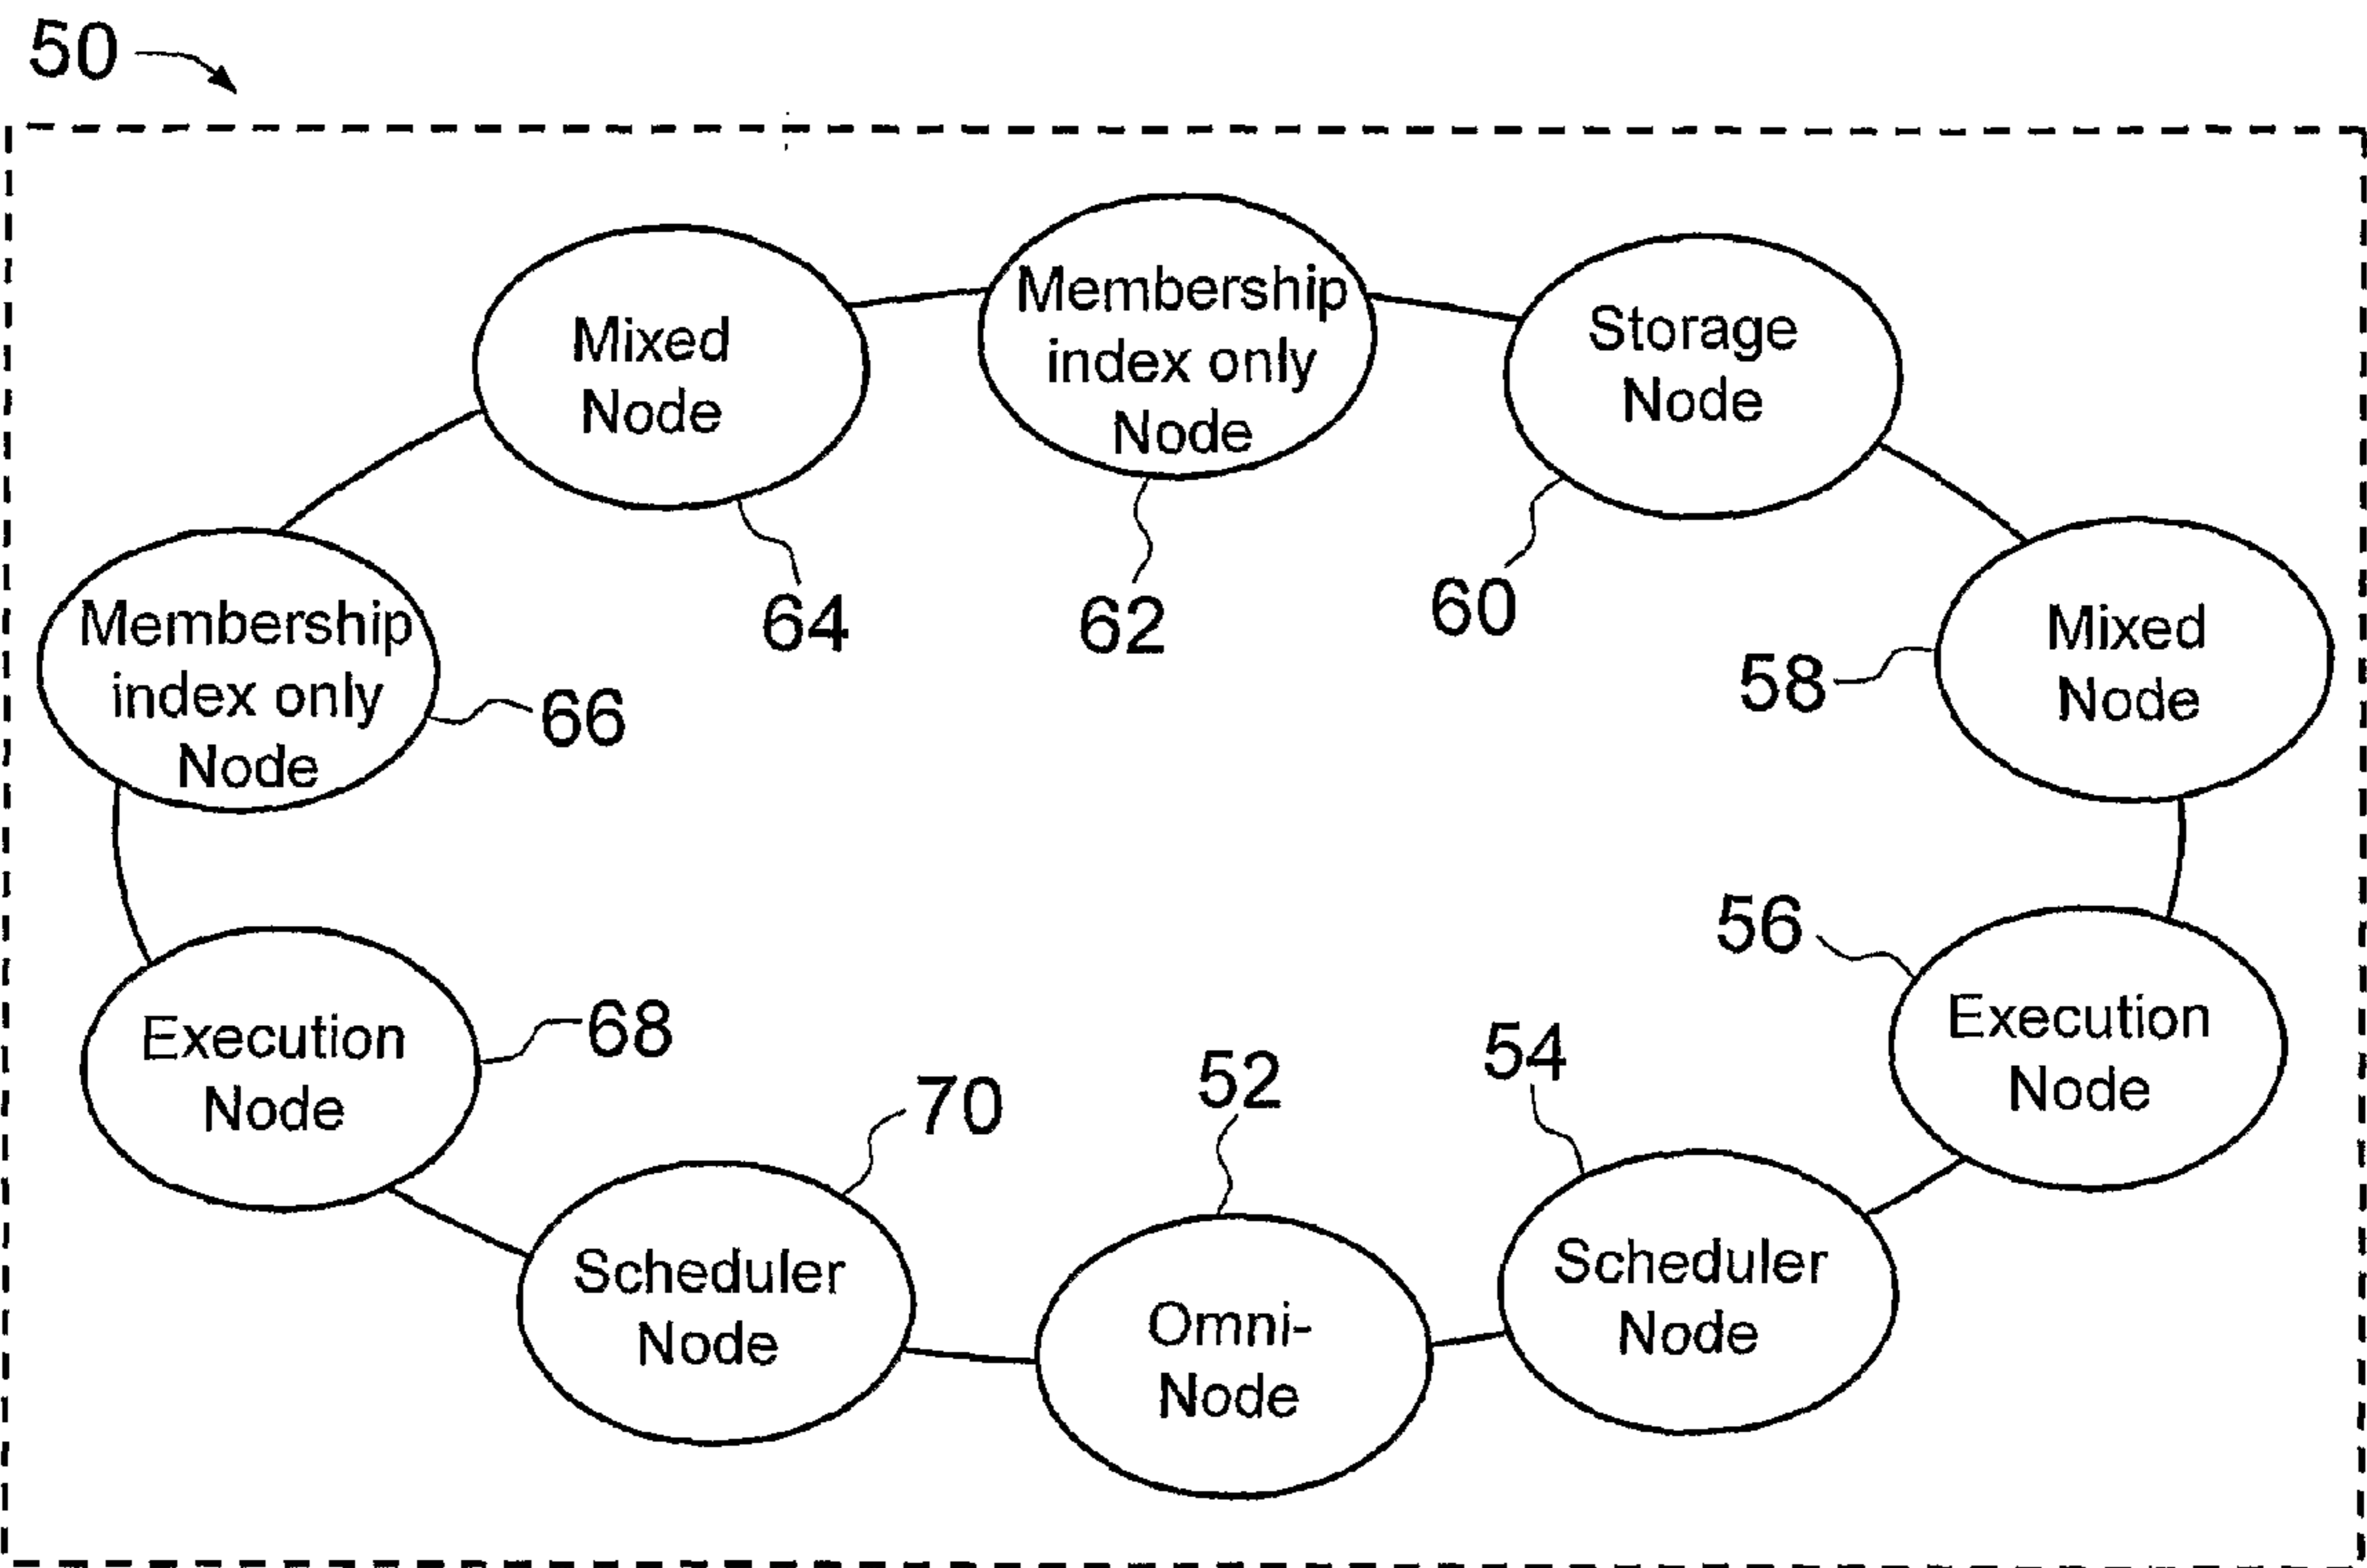 50
Membership
index only
Node
Mixed
Node
Storage
Node
64
62
60
Mixed
Node
58
Membership
index only
Node
66
56
Execution
Node
Execution
Node
68
70
52
54
Scheduler
Node
Omni-
Node
Scheduler
Node